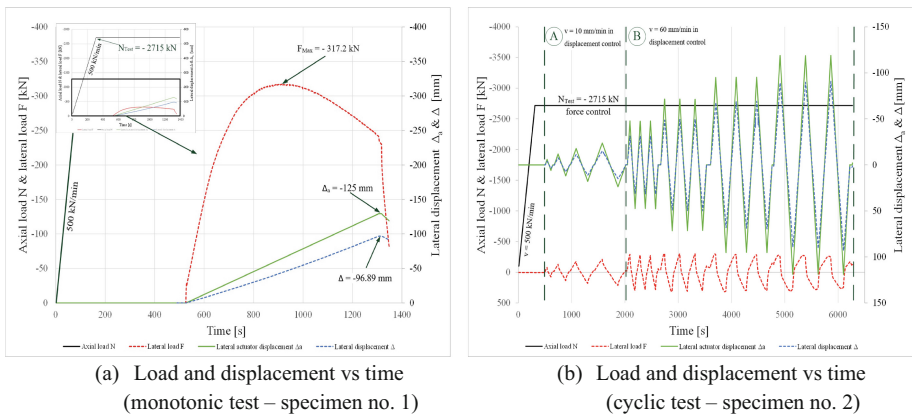 -400
-350
-300
-250
-200
-150
-100
-50
0
Axial load N & lateral load F [kN]
0
200
400
600
800
1000
1200
1400
Time [s]
-400
-350
-300
-250
-200
-150
-100
-50
0
Lateral displacement Δa & Δ [mm]
NTest = - 2715 kN
500 kN/min
Time [s]
500 kN/min
FMax = - 317.2 kN
Δa = -125 mm
Δ = -96.89 mm
Axial load N
Lateral load F
Lateral actuator displacement Δa
Lateral displacement Δ
(a) Load and displacement vs time
(monotonic test – specimen no. 1)
-4000
-3500
-3000
-2500
-2000
-1500
-1000
-500
0
500
Axial load N & lateral load F [kN]
0
1000
2000
3000
4000
5000
6000
Time [s]
-150
-100
-50
0
50
100
150
Lateral displacement Δa & Δ [mm]
A
v = 10 mm/min in
displacement control
B
v = 60 mm/min in
displacement control
NTest = - 2715 kN
force control
v = 500 kN/min
Axial load N
Lateral load F
Lateral actuator displacement Δa
Lateral displacement Δ
(b) Load and displacement vs time
(cyclic test – specimen no. 2)